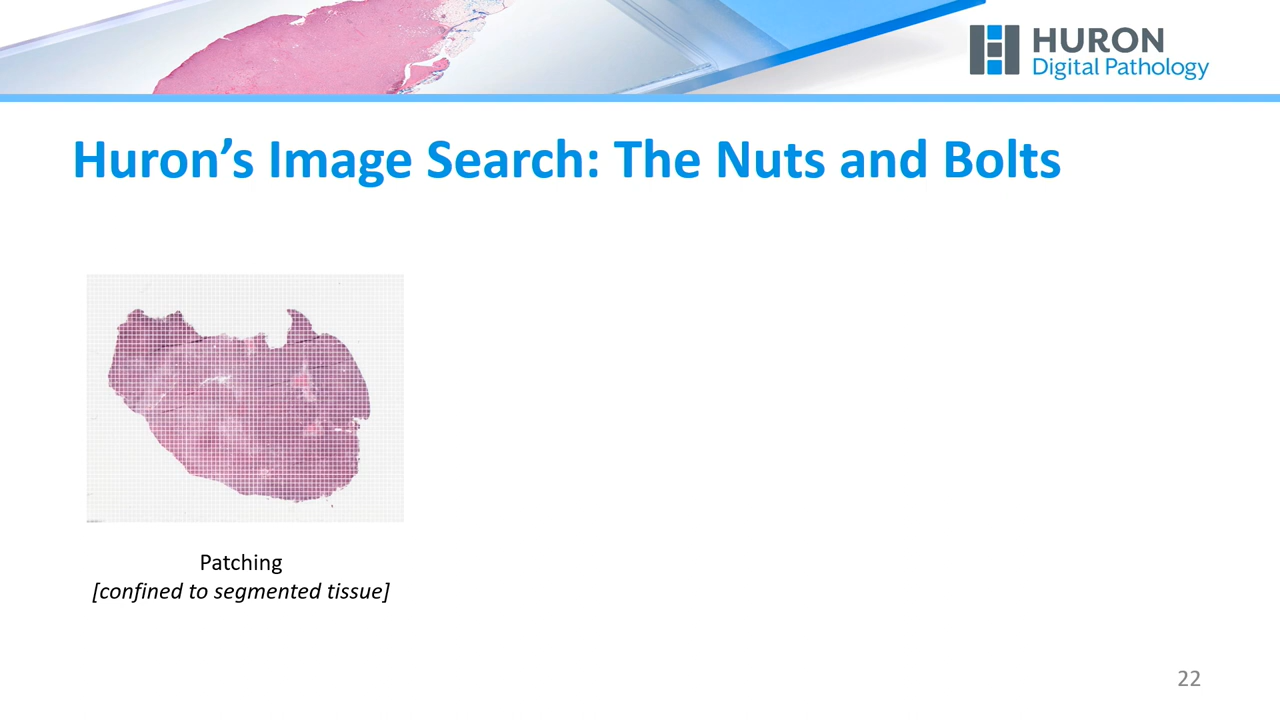 HURON
Digital Pathology
Huron’s Image Search: The Nuts and Bolts
Patching
[confined to segmented tissue]
22